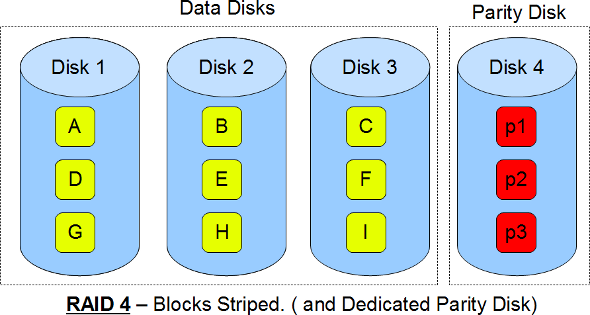 Data Disks
Parity Disk
Disk 1
Disk 2
Disk 3
Disk 4
A
B
C
p1
D
E
F
p2
G
H
I
p3
RAID 4 – Blocks Striped. ( and Dedicated Parity Disk)